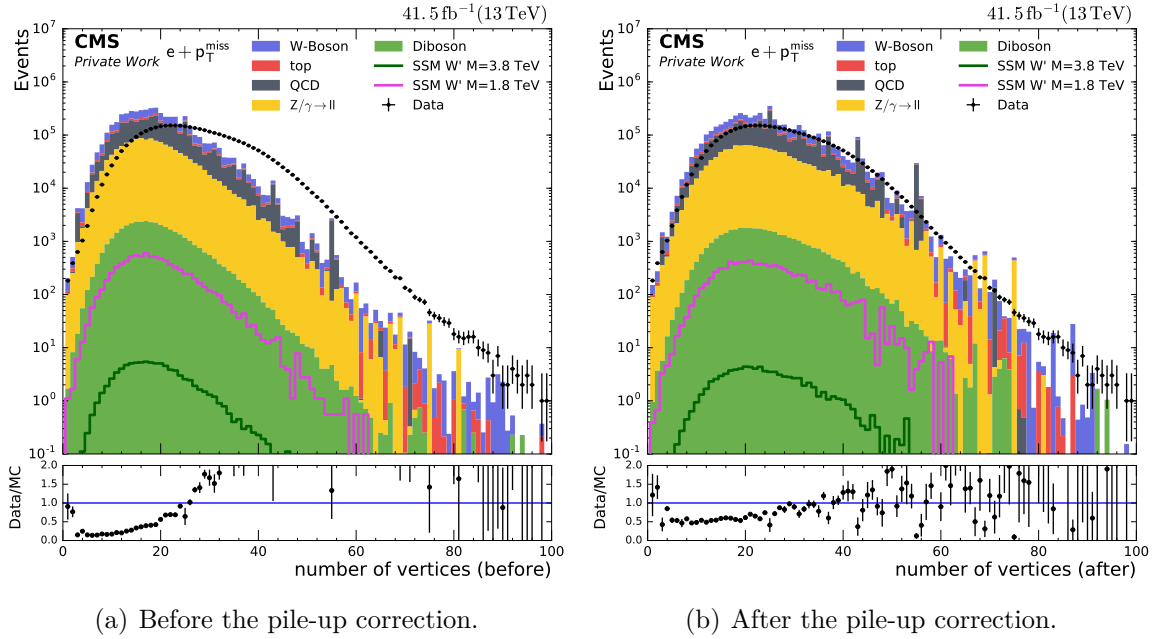 41.5 fb⁻¹ (13 TeV)
Events
10⁷
10⁶
10⁵
10⁴
10³
10²
10¹
10⁰
10⁻¹
CMS
Private Work
e + p_T^miss
W-Boson
top
QCD
Z/γ→ll
Diboson
SSM W' M=3.8 TeV
SSM W' M=1.8 TeV
Data
Data/MC
2.0
1.5
1.0
0.5
0.0
0 20 40 60 80 100
number of vertices (before)
(a) Before the pile-up correction.
41.5 fb⁻¹ (13 TeV)
Events
10⁷
10⁶
10⁵
10⁴
10³
10²
10¹
10⁰
10⁻¹
CMS
Private Work
e + p_T^miss
W-Boson
top
QCD
Z/γ→ll
Diboson
SSM W' M=3.8 TeV
SSM W' M=1.8 TeV
Data
Data/MC
2.0
1.5
1.0
0.5
0.0
0 20 40 60 80 100
number of vertices (after)
(b) After the pile-up correction.